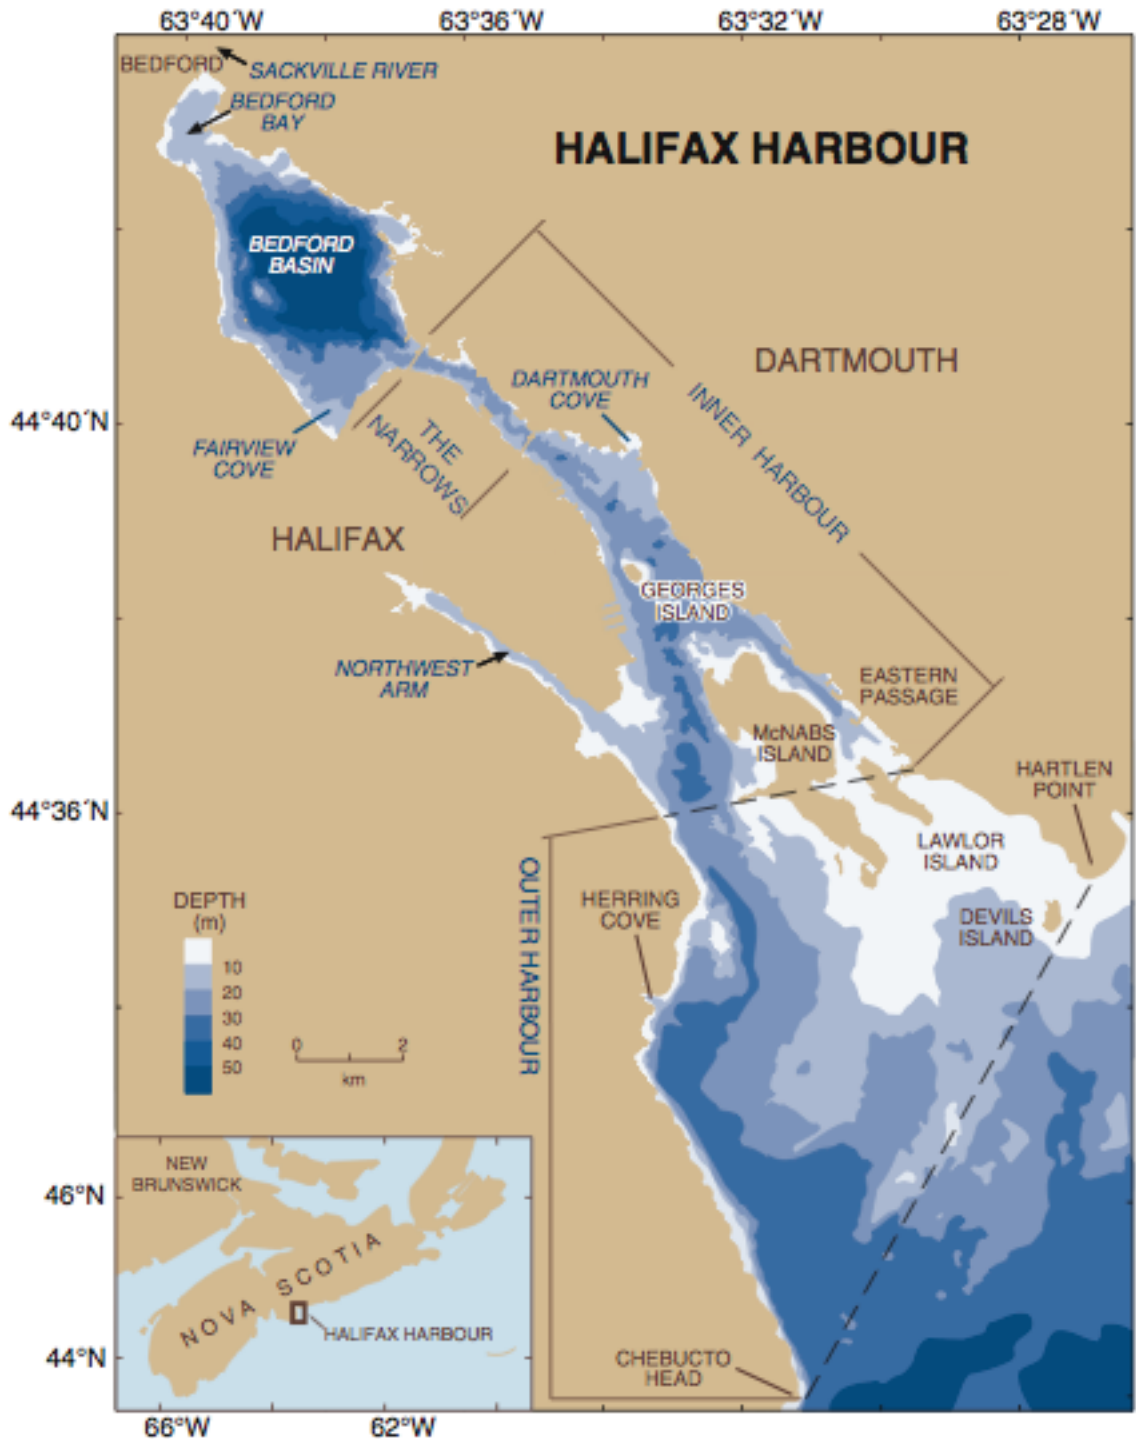 63°40´W
63°36´W
63°32´W
63°28´W
BEDFORD
SACKVILLE RIVER
BEDFORD
BAY
HALIFAX HARBOUR
BEDFORD
BASIN
DARTMOUTH
DARTMOUTH
COVE
INNER HARBOUR
44°40´N
FAIRVIEW
COVE
THE
NARROWS
HALIFAX
GEORGES
ISLAND
NORTHWEST
ARM
EASTERN
PASSAGE
McNABS
ISLAND
HARTLEN
POINT
44°36´N
LAWLOR
ISLAND
OUTER HARBOUR
HERRING
COVE
DEVILS
ISLAND
DEPTH
(m)
10
20
30
40
50
0
2
km
NEW
BRUNSWICK
46°N
NOVA SCOTIA
HALIFAX HARBOUR
44°N
CHEBUCTO
HEAD
66°W
62°W